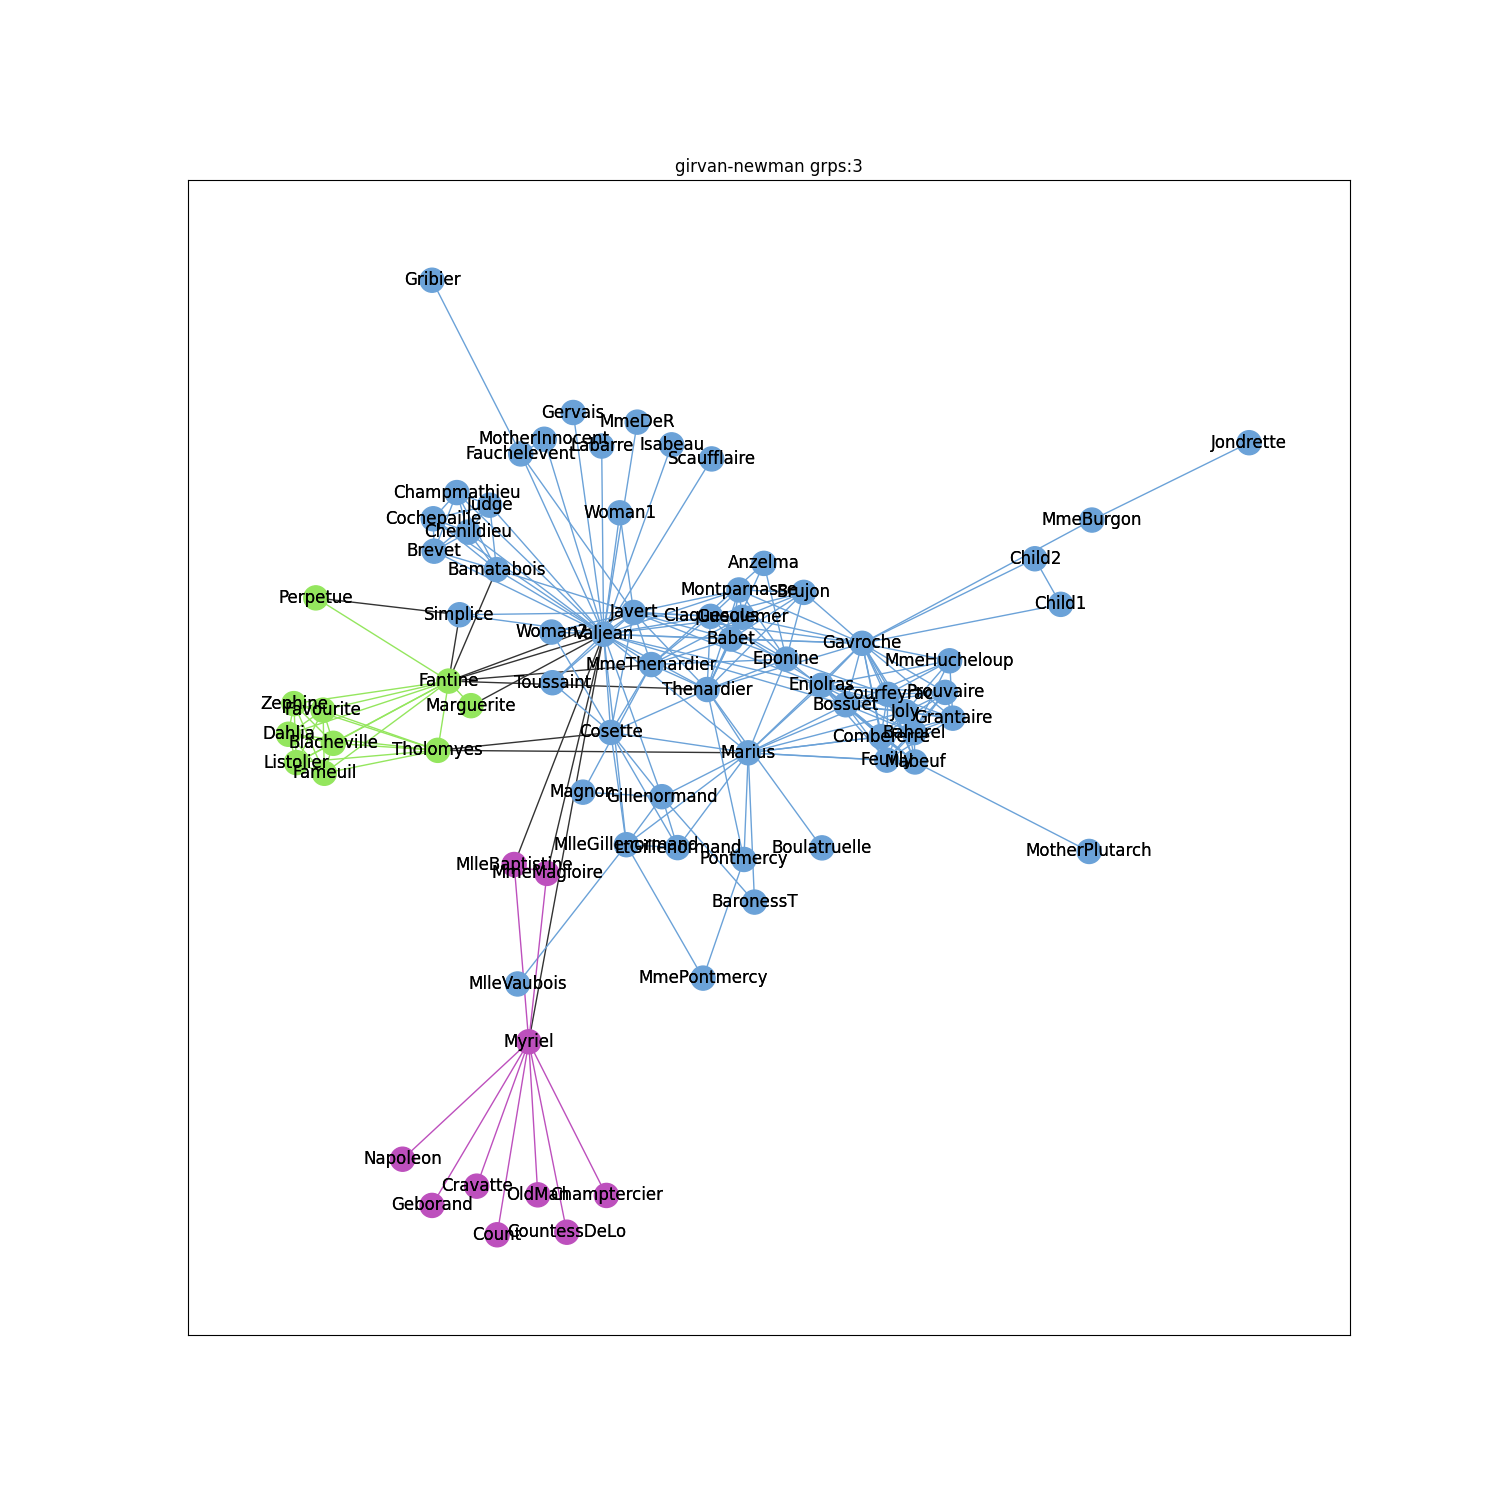 girvan-newman grps:3
Gribier
Gervais
MmeDeR
MotherInnocent
Labarre
Isabeau
Jondrette
Fauchelevent
Scaufflaire
Champmathieu
Judge
Woman1
Cochepaille
MmeBurgon
Chenildieu
Brevet
Child2
Anzelma
Bamatabois
Montparnasse
Brujon
Perpetue
Child1
Simplice
Javert
Claquesous
Gueulemer
Woman2
Valjean
Babet
Gavroche
MmeThenardier
Eponine
MmeHucheloup
Fantine
Toussaint
Thenardier
Enjolras
Courfeyrac
Prouvaire
Zephine
Favourite
Marguerite
Bossuet
Joly
Grantaire
Dahlia
Blacheville
Cosette
Combeferre
Bahorel
Tholomyes
Marius
Listolier
Fameuil
Feuilly
Mabeuf
Magnon
Gillenormand
MlleGillenormand
LtGillenormand
Boulatruelle
MotherPlutarch
MlleBaptistine
MmeMagloire
Pontmercy
BaronessT
MlleVaubois
MmePontmercy
Myriel
Napoleon
Cravatte
OldMan
Champtercier
Geborand
Count
CountessDeLo